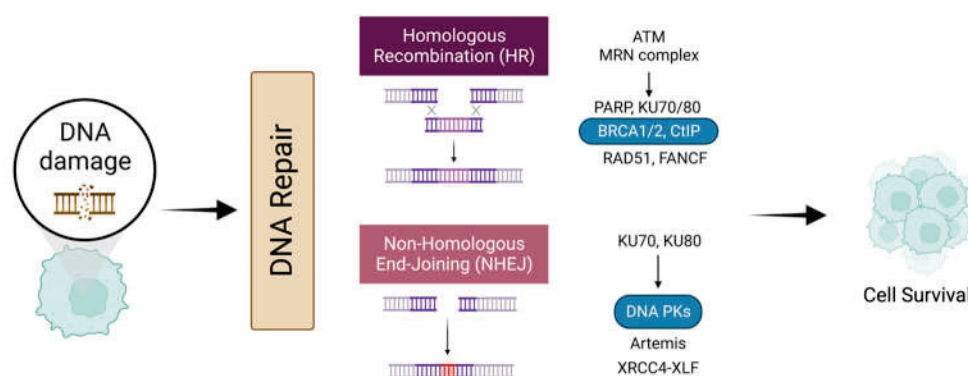 DNA
damage
DNA Repair
Homologous
Recombination (HR)
ATM
MRN complex
PARP, KU70/80
BRCA1/2, CtIP
RAD51, FANCF
Non-Homologous
End-Joining (NHEJ)
KU70, KU80
DNA PKs
Artemis
XRCC4-XLF
Cell Survival